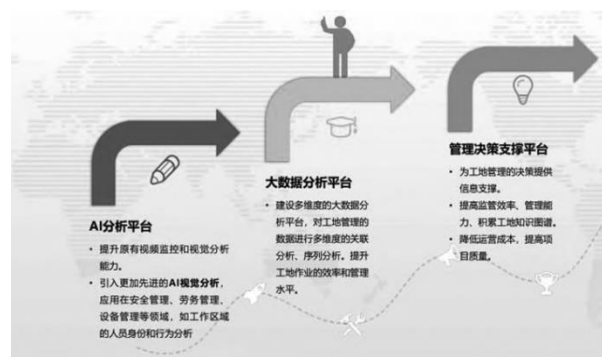 AI分析平台
• 提升原有视频监控和视觉分析
能力。
• 引入更加先进的AI视觉分析,
应用在安全管理、劳务管理、
设备管理等领域,如工作区域
的人员身份和行为分析
大数据分析平台
• 建设多维度的大数据分
析平台,对工地管理的
数据进行多维度的关联
分析、序列分析。提升
工地作业的效率和管理
水平。
管理决策支撑平台
• 为工地管理的决策提供
信息支撑。
• 提高监管效率、管理能
力、积累工地知识图谱。
• 降低运营成本,提高项
目质量。